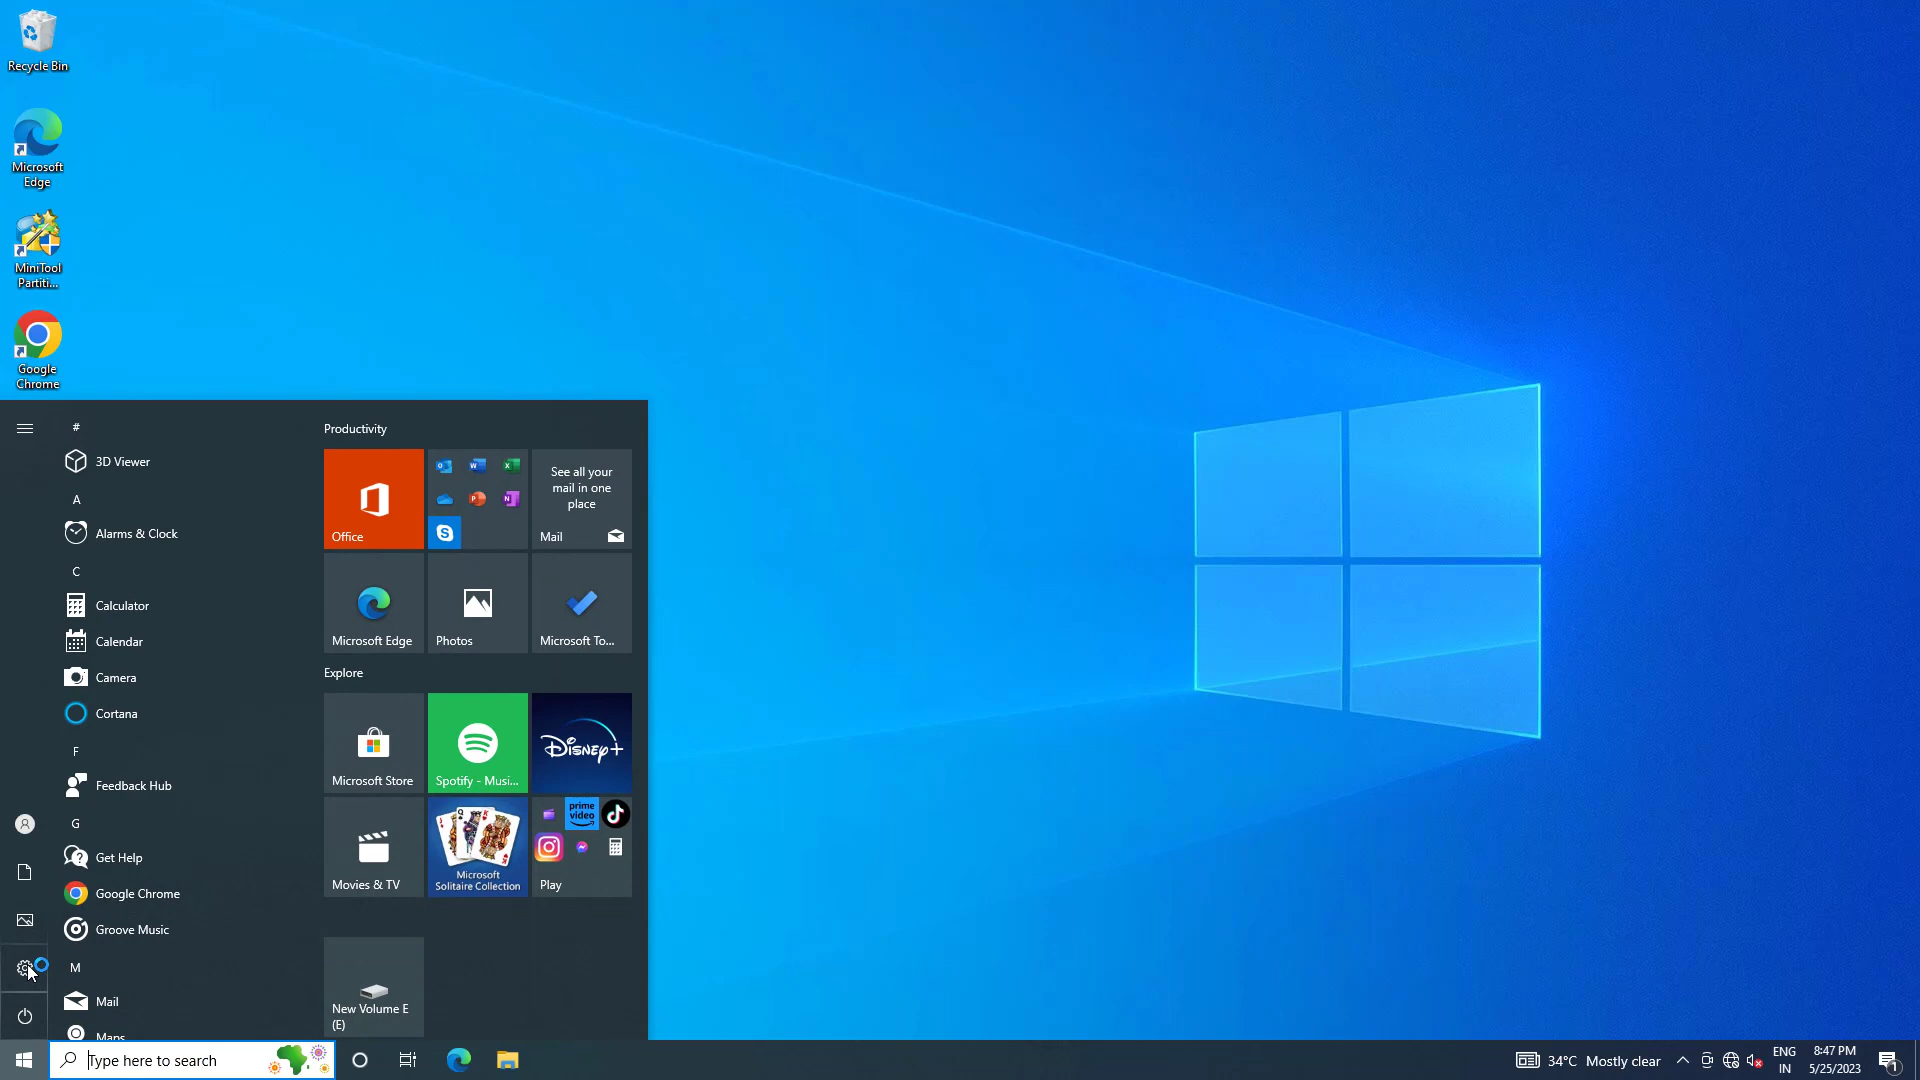 Recycle Bin
Microsoft
Edge
MiniTool
Partiti...
Google
Chrome
#
3D Viewer
A
Alarms & Clock
C
Calculator
Calendar
Camera
Cortana
F
Feedback Hub
G
Get Help
Google Chrome
Groove Music
M
Mail
Maps
Productivity
Office
See all your
mail in one
place
Mail
Microsoft Edge
Photos
Microsoft To...
Explore
Microsoft Store
Spotify - Musi...
Disney+
Movies & TV
Microsoft
Solitaire Collection
prime
video
Play
New Volume E
(E)
Type here to search
34°C Mostly clear
ENG
IN
8:47 PM
5/25/2023
1